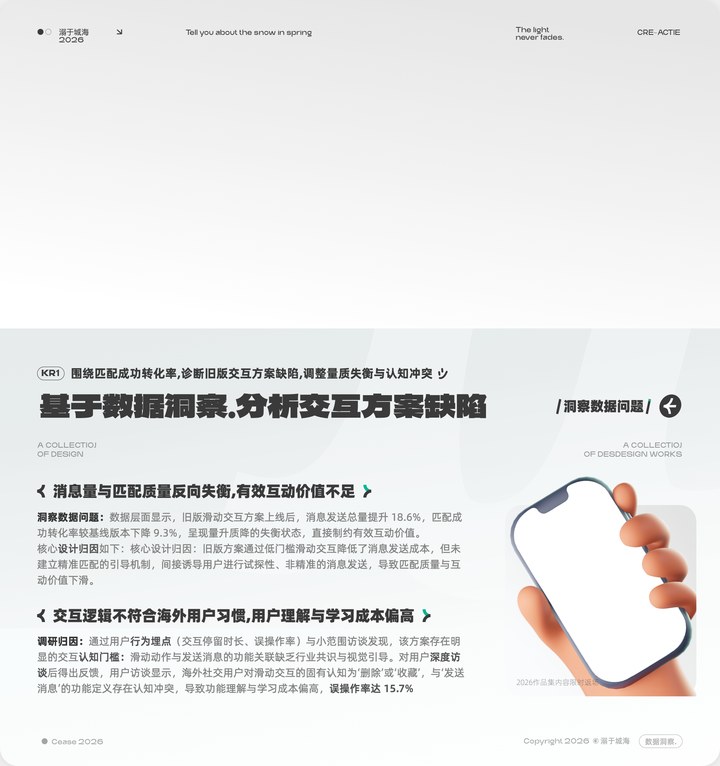 溺于城海
2026
Tell you about the snow in spring
The light
never fades.
CRE-ACTIE
KR1 围绕匹配成功转化率,诊断旧版交互方案缺陷,调整量质失衡与认知冲突
基于数据洞察.分析交互方案缺陷
/ 洞察数据问题 /
A COLLECTIO
OF DESIGN
A COLLECTIO
OF DESDESIGN WORKS
消息量与匹配质量反向失衡,有效互动价值不足
洞察数据问题：数据层面显示，旧版滑动交互方案上线后，消息发送总量提升 18.6%，匹配成
功转化率较基线版本下降 9.3%，呈现量升质降的失衡状态，直接制约有效互动价值。
核心设计归因如下：核心设计归因：旧版方案通过低门槛滑动交互降低了消息发送成本，但未
建立精准匹配的引导机制，间接诱导用户进行试探性、非精准的消息发送，导致匹配质量与互
动价值下滑。
交互逻辑不符合海外用户习惯,用户理解与学习成本偏高
调研归因：通过用户行为埋点（交互停留时长、误操作率）与小范围访谈发现，该方案存在明
显的交互认知门槛：滑动动作与发送消息的功能关联缺乏行业共识与视觉引导。对用户深度访
谈后得出反馈，用户访谈显示，海外社交用户对滑动交互的固有认知为‘删除’或‘收藏’，与‘发送
消息’的功能定义存在认知冲突，导致功能理解与学习成本偏高，误操作率达 15.7%
2026作品集内容限时
Cease 2026
Copyright 2026 ® 溺于城海
数据洞察.